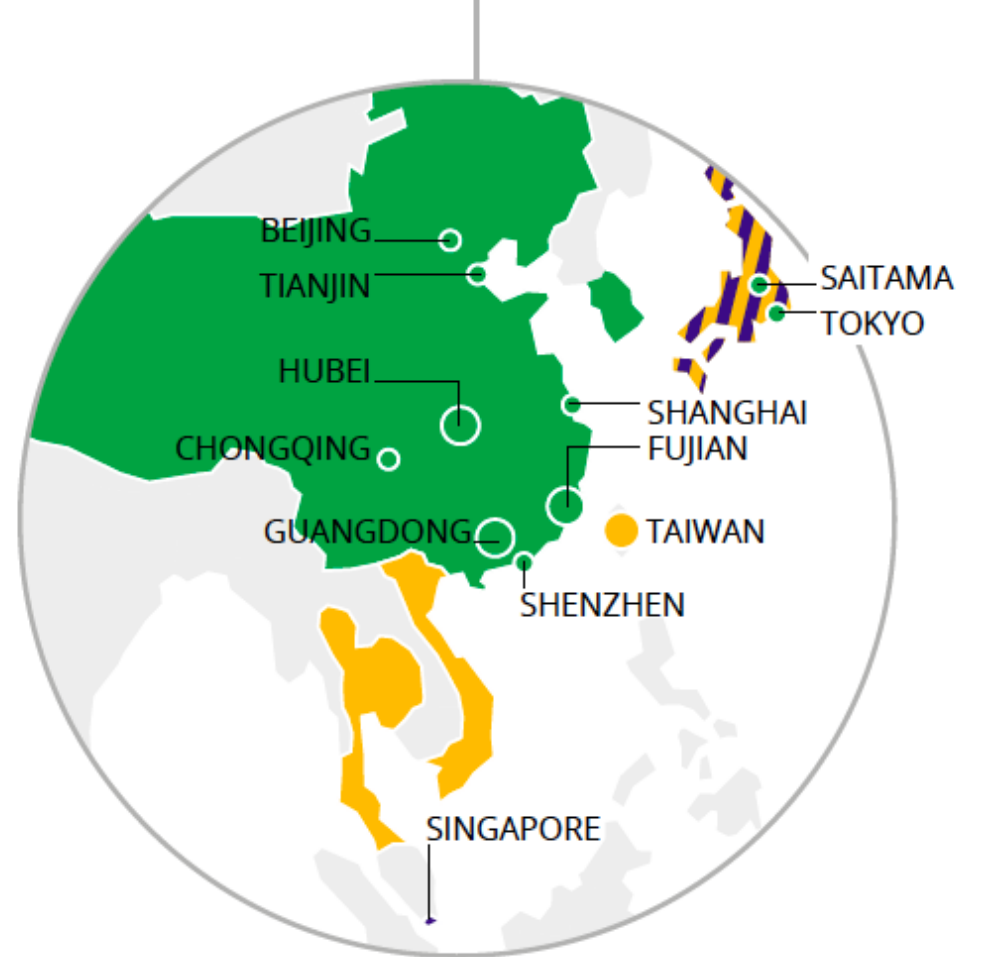 BEIJING
SAITAMA
TIANJIN
TOKYO
HUBEI
SHANGHAI
CHONGQING
FUJIAN
GUANGDONG
TAIWAN
SHENZHEN
SINGAPORE